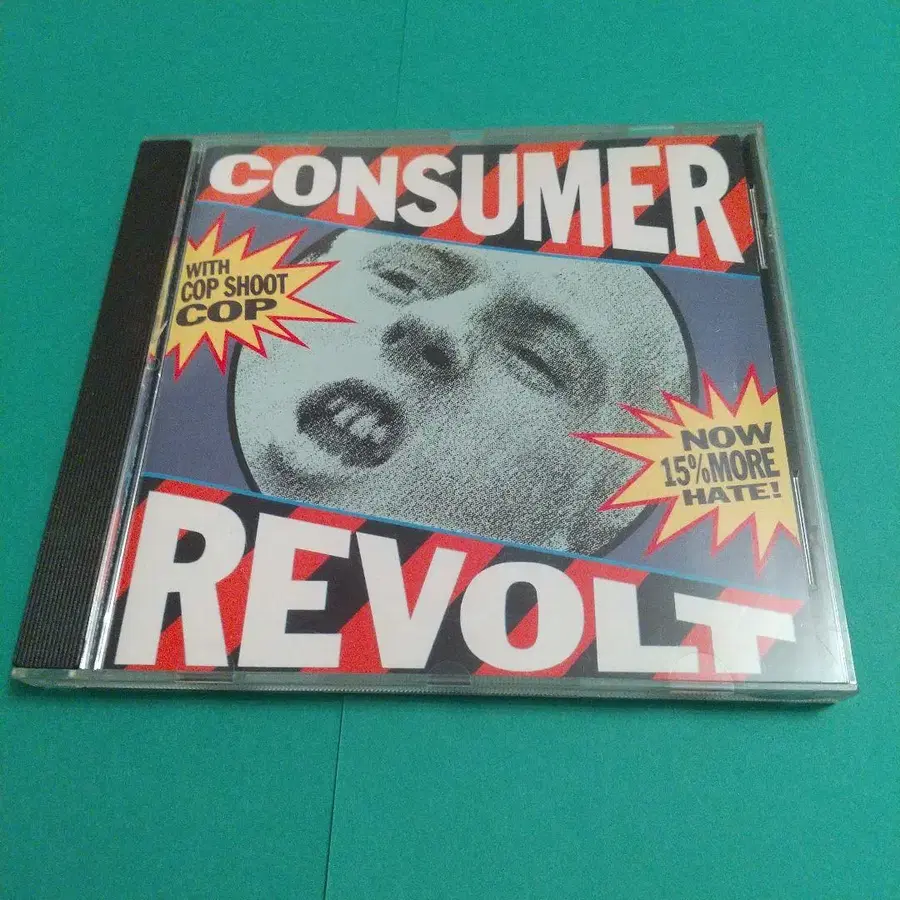 CONSUMER
WITH
COP SHOOT
COP
NOW
15% MORE
HATE!
REVOLT